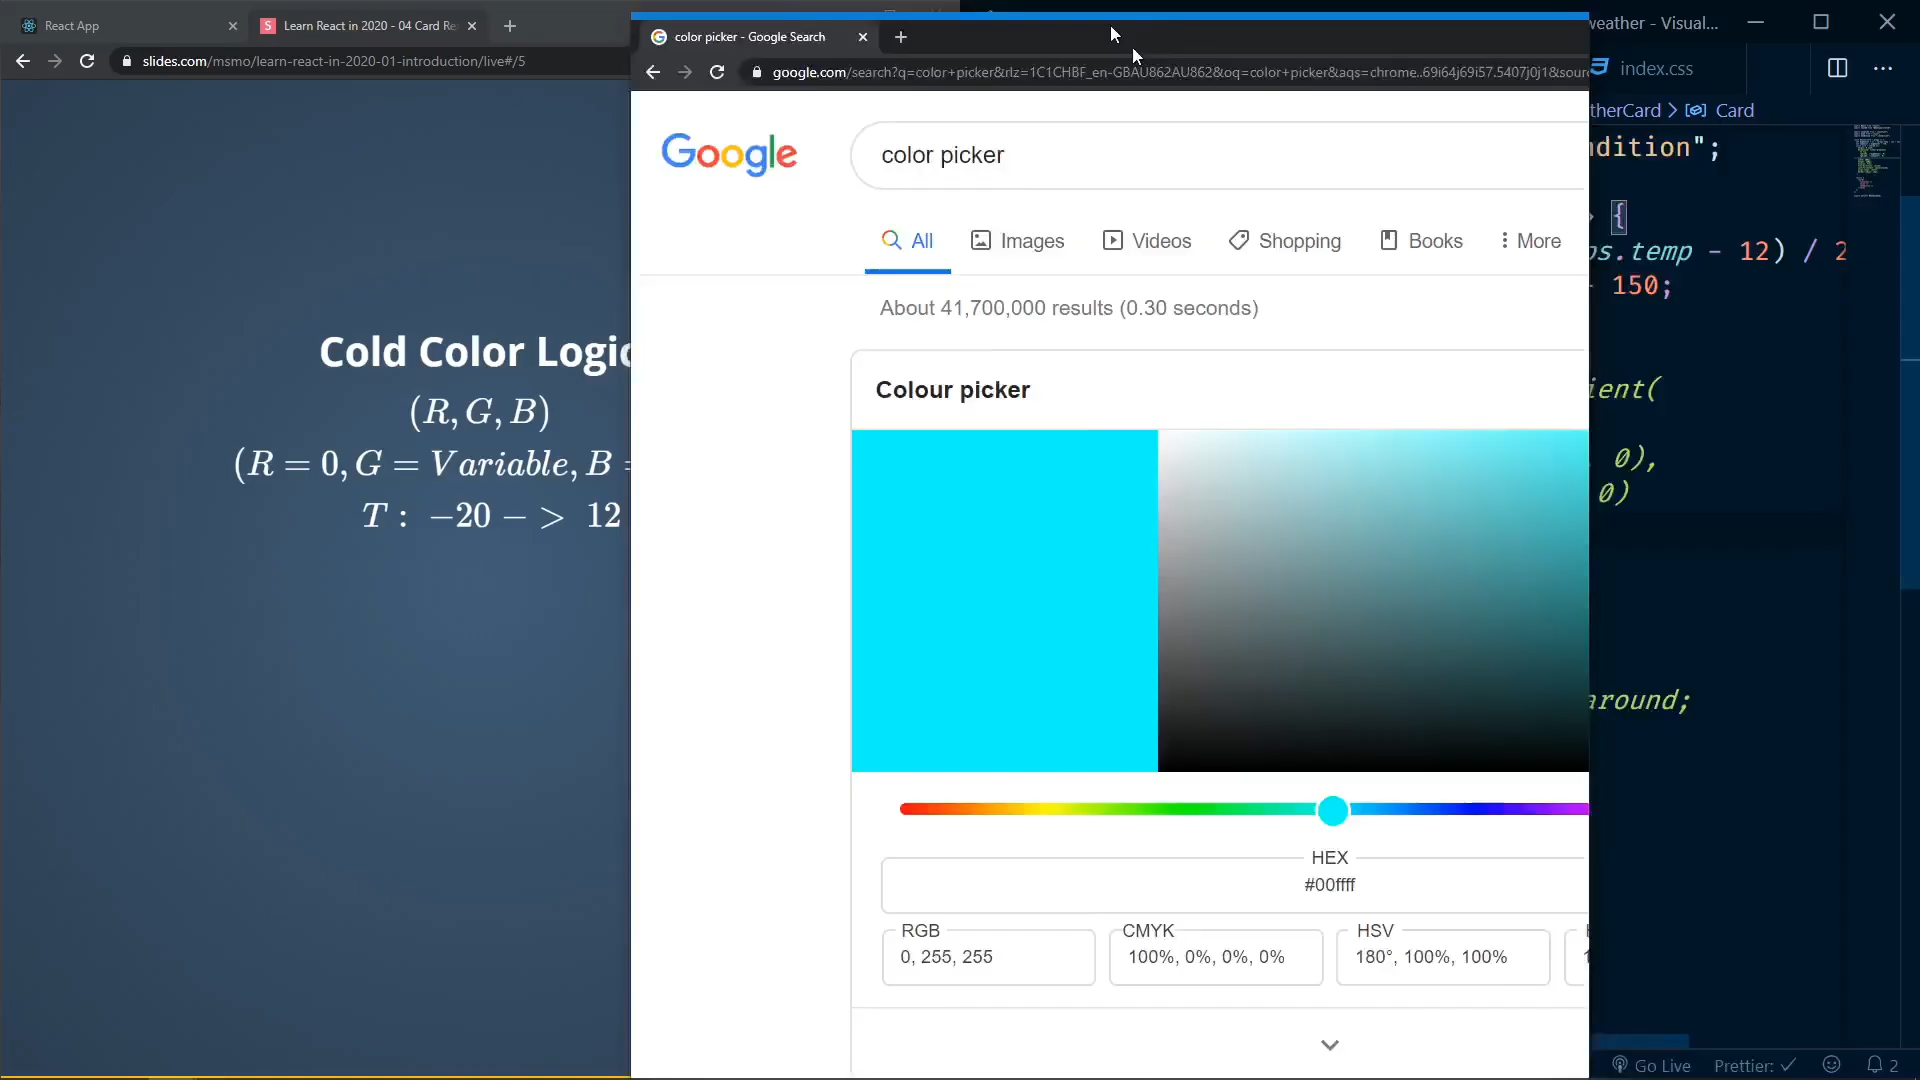 React App
Learn React in 2020 - 04 Card Re
slides.com/msmo/learn-react-in-2020-01-introduction/live#/5
Cold Color Logic
(R, G, B)
(R = 0, G = Variable, B =
T : −20 − > 12
color picker - Google Search
google.com/search?q=color+picker&rlz=1C1CHBF_en-GBAU862AU862&oq=color+picker&aqs=chrome..69i64j69i57.5407j0j1&sour
Google
color picker
All
Images
Videos
Shopping
Books
More
About 41,700,000 results (0.30 seconds)
Colour picker
HEX
#00ffff
RGB
0, 255, 255
CMYK
100%, 0%, 0%, 0%
HSV
180°, 100%, 100%
weather - Visual...
index.css
therCard > Card
ndition";
{
ps.temp - 12) / 2
150;
ient(
0),
0)
around;
Go Live
Prettier: ✓
2